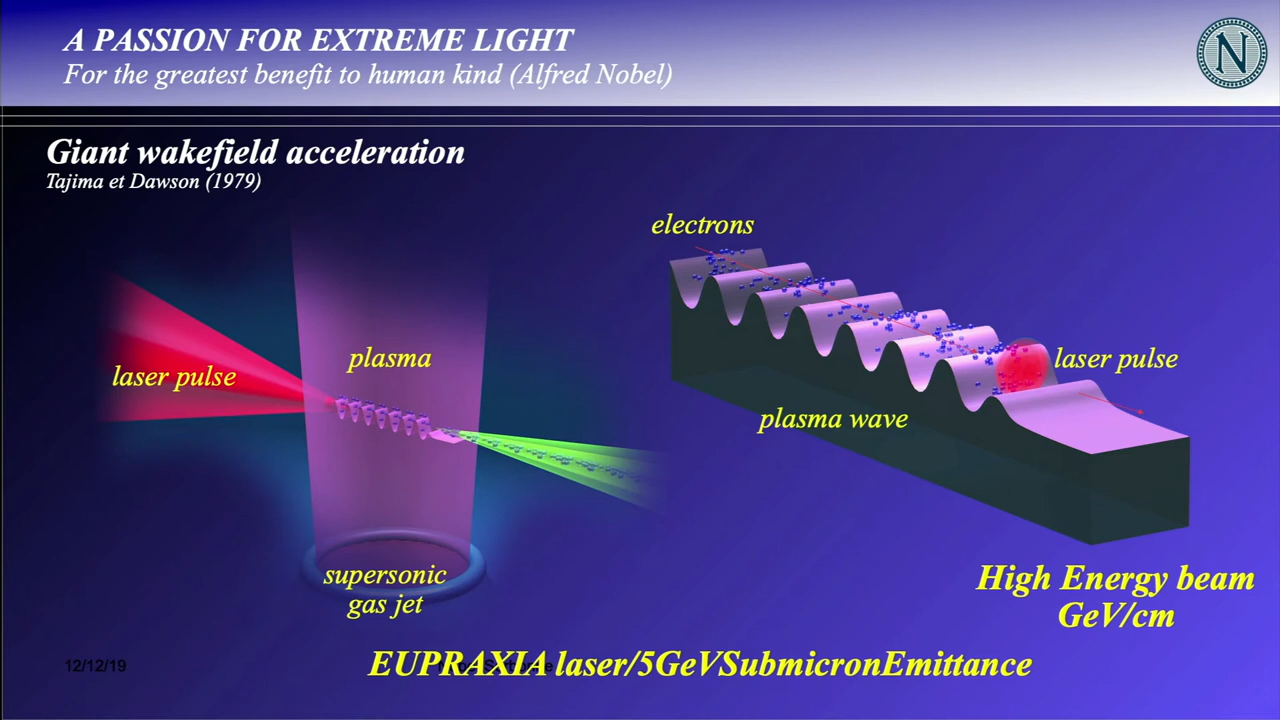 A PASSION FOR EXTREME LIGHT
For the greatest benefit to human kind (Alfred Nobel)
N
Giant wakefield acceleration
Tajima et Dawson (1979)
electrons
laser pulse
plasma
laser pulse
plasma wave
supersonic
gas jet
High Energy beam
GeV/cm
12/12/19
EUPRAXIA laser/5GeVSubmicronEmittance